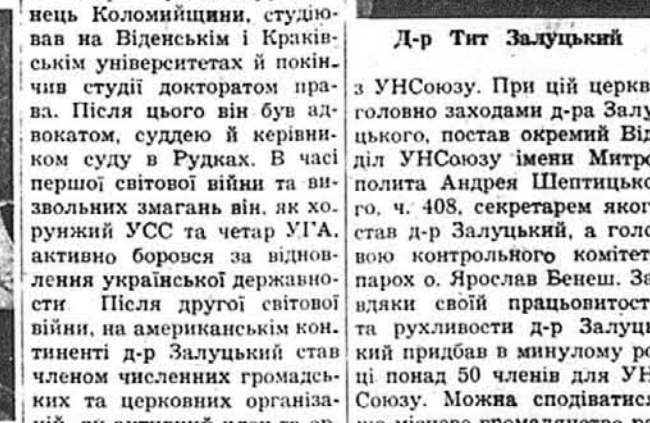 нець Коломийщини, студію-
вав на Віденськім і Краків-
ськім університетах й покін-
чив студії докторатом пра-
ва. Після цього він був ад-
вокатом, суддею й керівни-
ком суду в Рудках. В часі
першої світової війни та ви-
звольних змагань він, як хо-
рунжий УСС та четар УГА,
активно боровся за віднов-
лення української державно-
сти Після другої світової
війни, на американськім кон-
тиненті д-р Залуцький став
членом численних громадсь-
ких та церковних організа-
Д-р Тит Залуцький
з УНСоюзу. При цій церкв
головно заходами д-ра Залу
цького, постав окремий Від
діл УНСоюзу імени Митро
полита Андрея Шептицько
го, ч. 408, секретарем яког
став д-р Залуцький, а голо
вою контрольного комітет
парох о. Ярослав Бенеш. За
вдяки своїй працьовитост
та рухливости д-р Залуць
кий придбав в минулому ро
ці понад 50 членів для УН
Союзу. Можна сподіватися